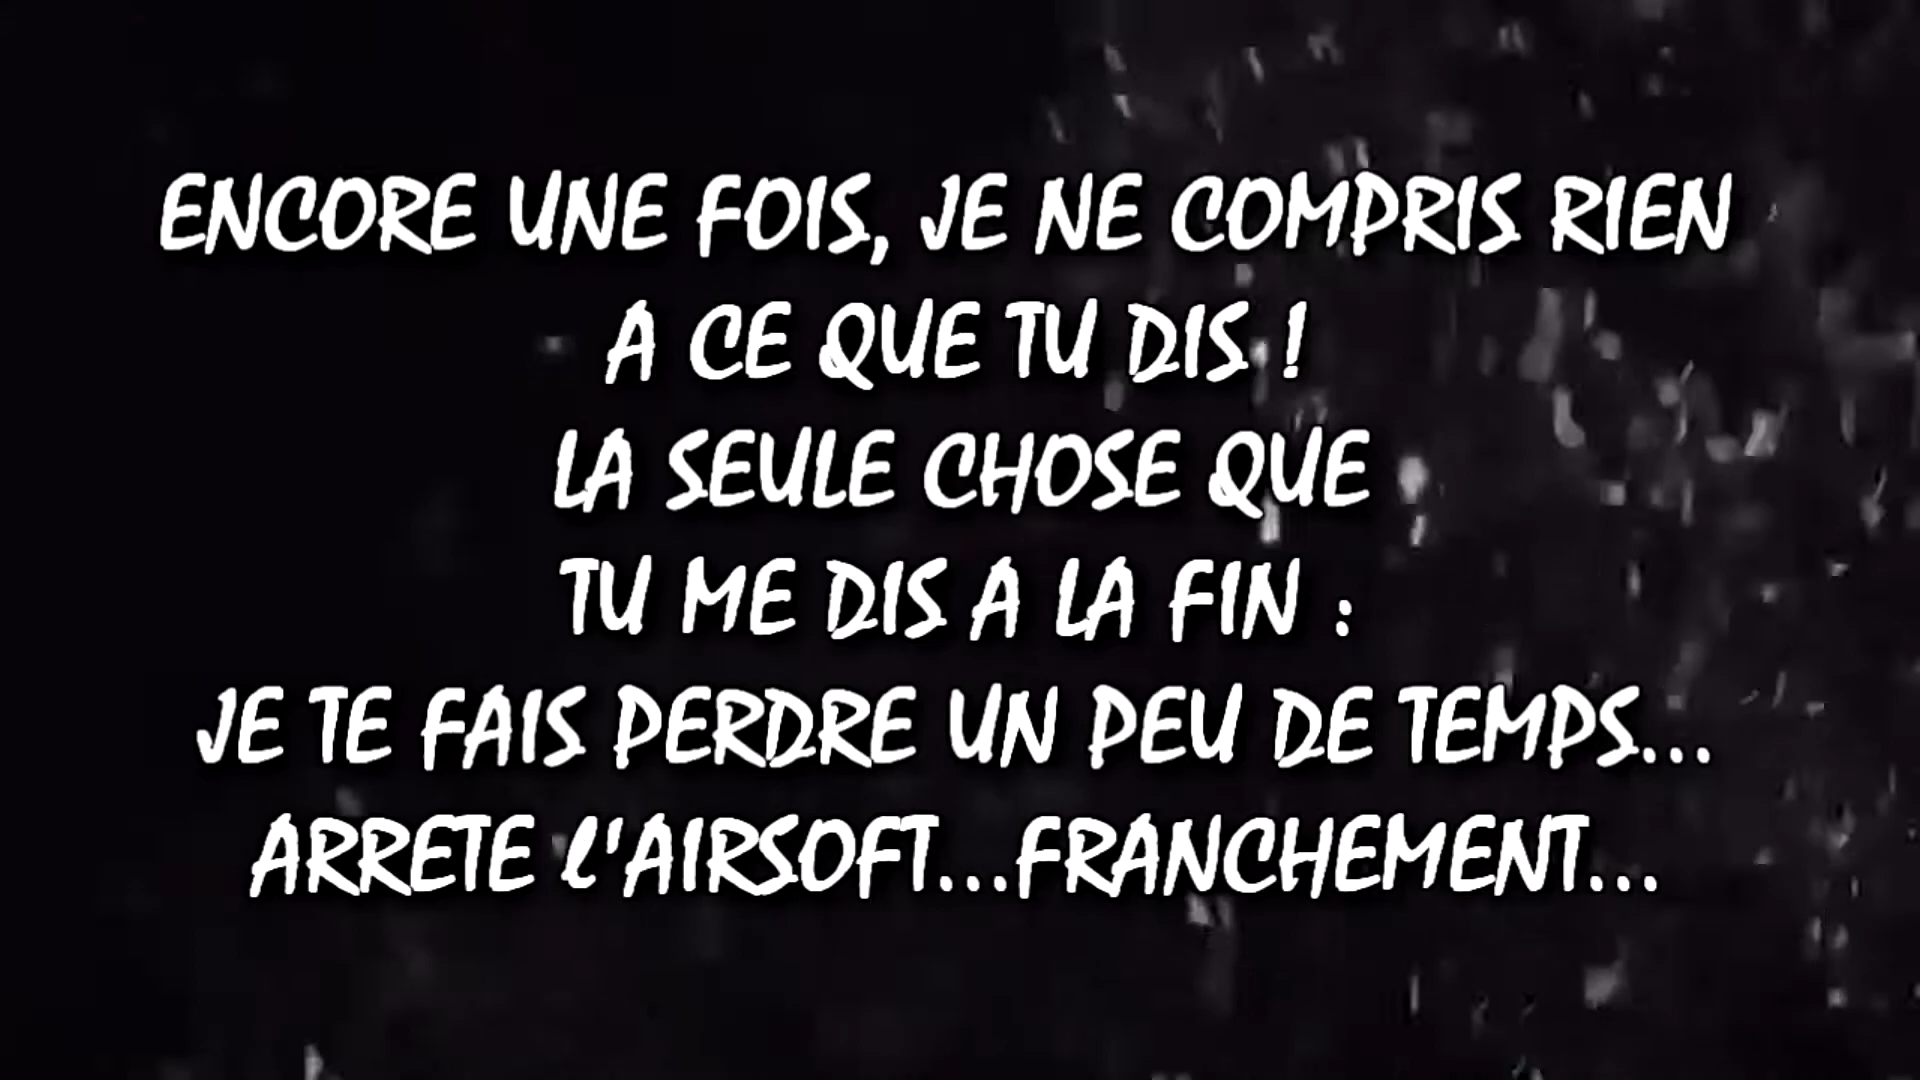 ENCORE UNE FOIS, JE NE COMPRIS RIEN
A CE QUE TU DIS !
LA SEULE CHOSE QUE
TU ME DIS A LA FIN :
JE TE FAIS PERDRE UN PEU DE TEMPS...
ARRETE l'AIRSOFT...FRANCHEMENT...